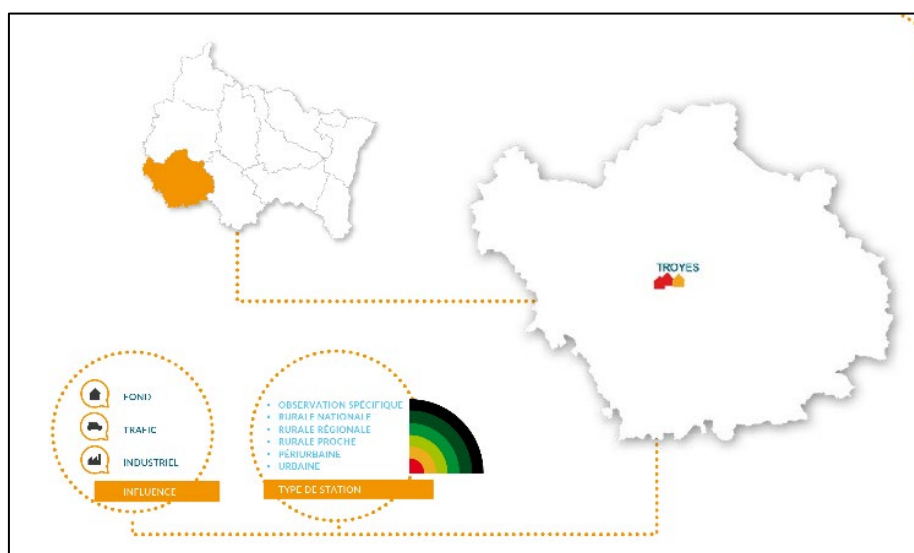 TROYES
FOND
TRAFIC
INDUSTRIEL
INFLUENCE
• OBSERVATION SPÉCIFIQUE
• RURALE NATIONALE
• RURALE RÉGIONALE
• RURALE PROCHE
• PÉRIURBAINE
• URBAINE
TYPE DE STATION